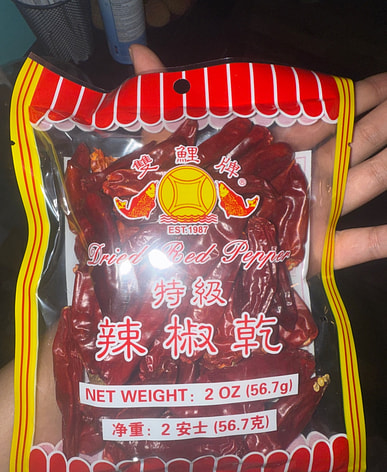 雙鯉牌
®
EST.1987
Dried Red Pepper
特級
辣椒乾
NET WEIGHT: 2 OZ (56.7g)
净重: 2 安士 (56.7克)